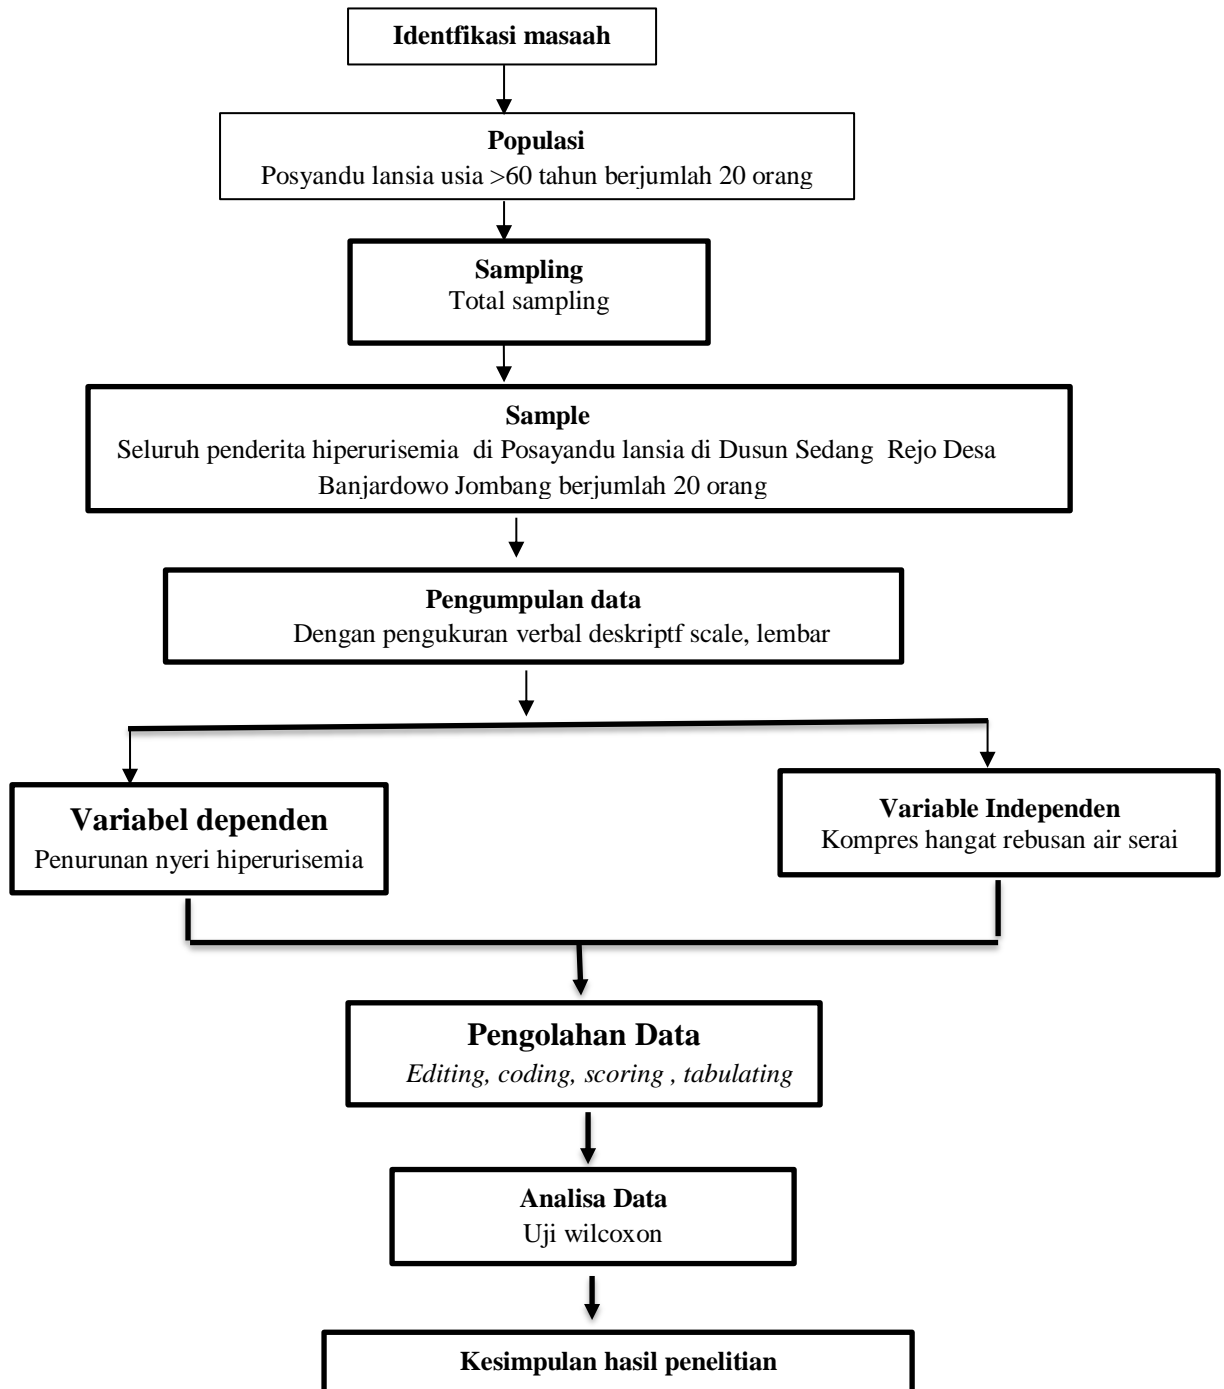 Identfikasi masaah
Populasi
Posyandu lansia usia >60 tahun berjumlah 20 orang
Sampling
Total sampling
Sample
Seluruh penderita hiperurisemia di Posayandu lansia di Dusun Sedang Rejo Desa
Banjardowo Jombang berjumlah 20 orang
Pengumpulan data
Dengan pengukuran verbal deskriptf scale, lembar
Variabel dependen
Penurunan nyeri hiperurisemia
Variable Independen
Kompres hangat rebusan air serai
Pengolahan Data
Editing, coding, scoring , tabulating
Analisa Data
Uji wilcoxon
Kesimpulan hasil penelitian